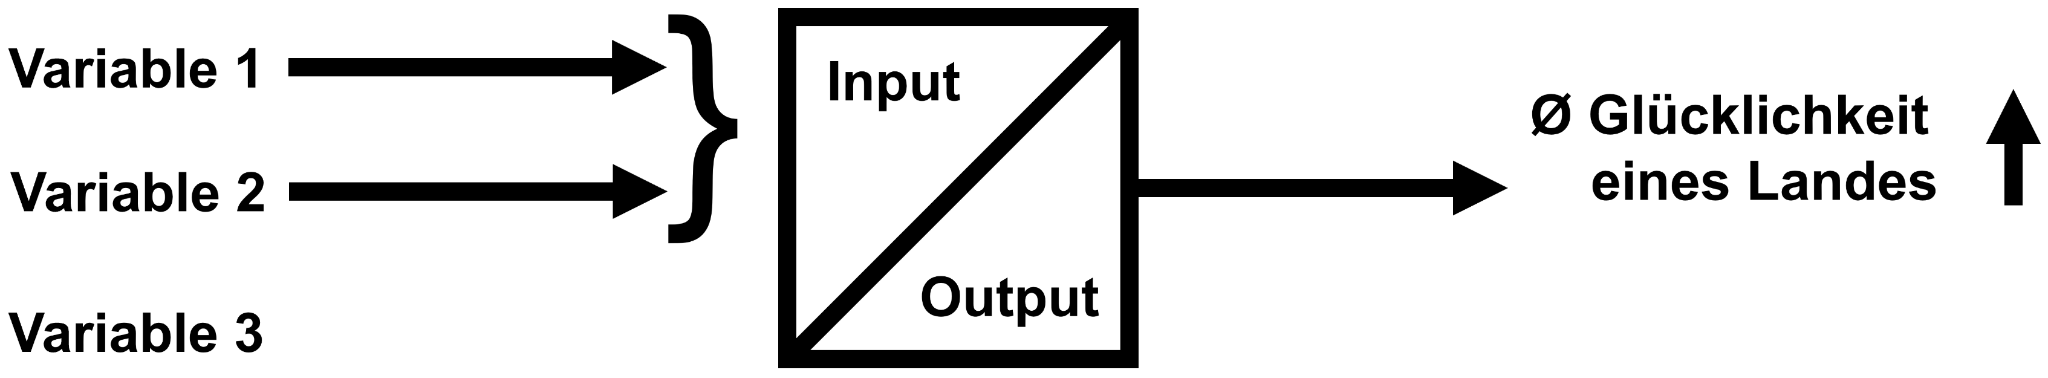 Variable 1
Variable 2
Variable 3
Input
Output
Ø Glücklichkeit
eines Landes